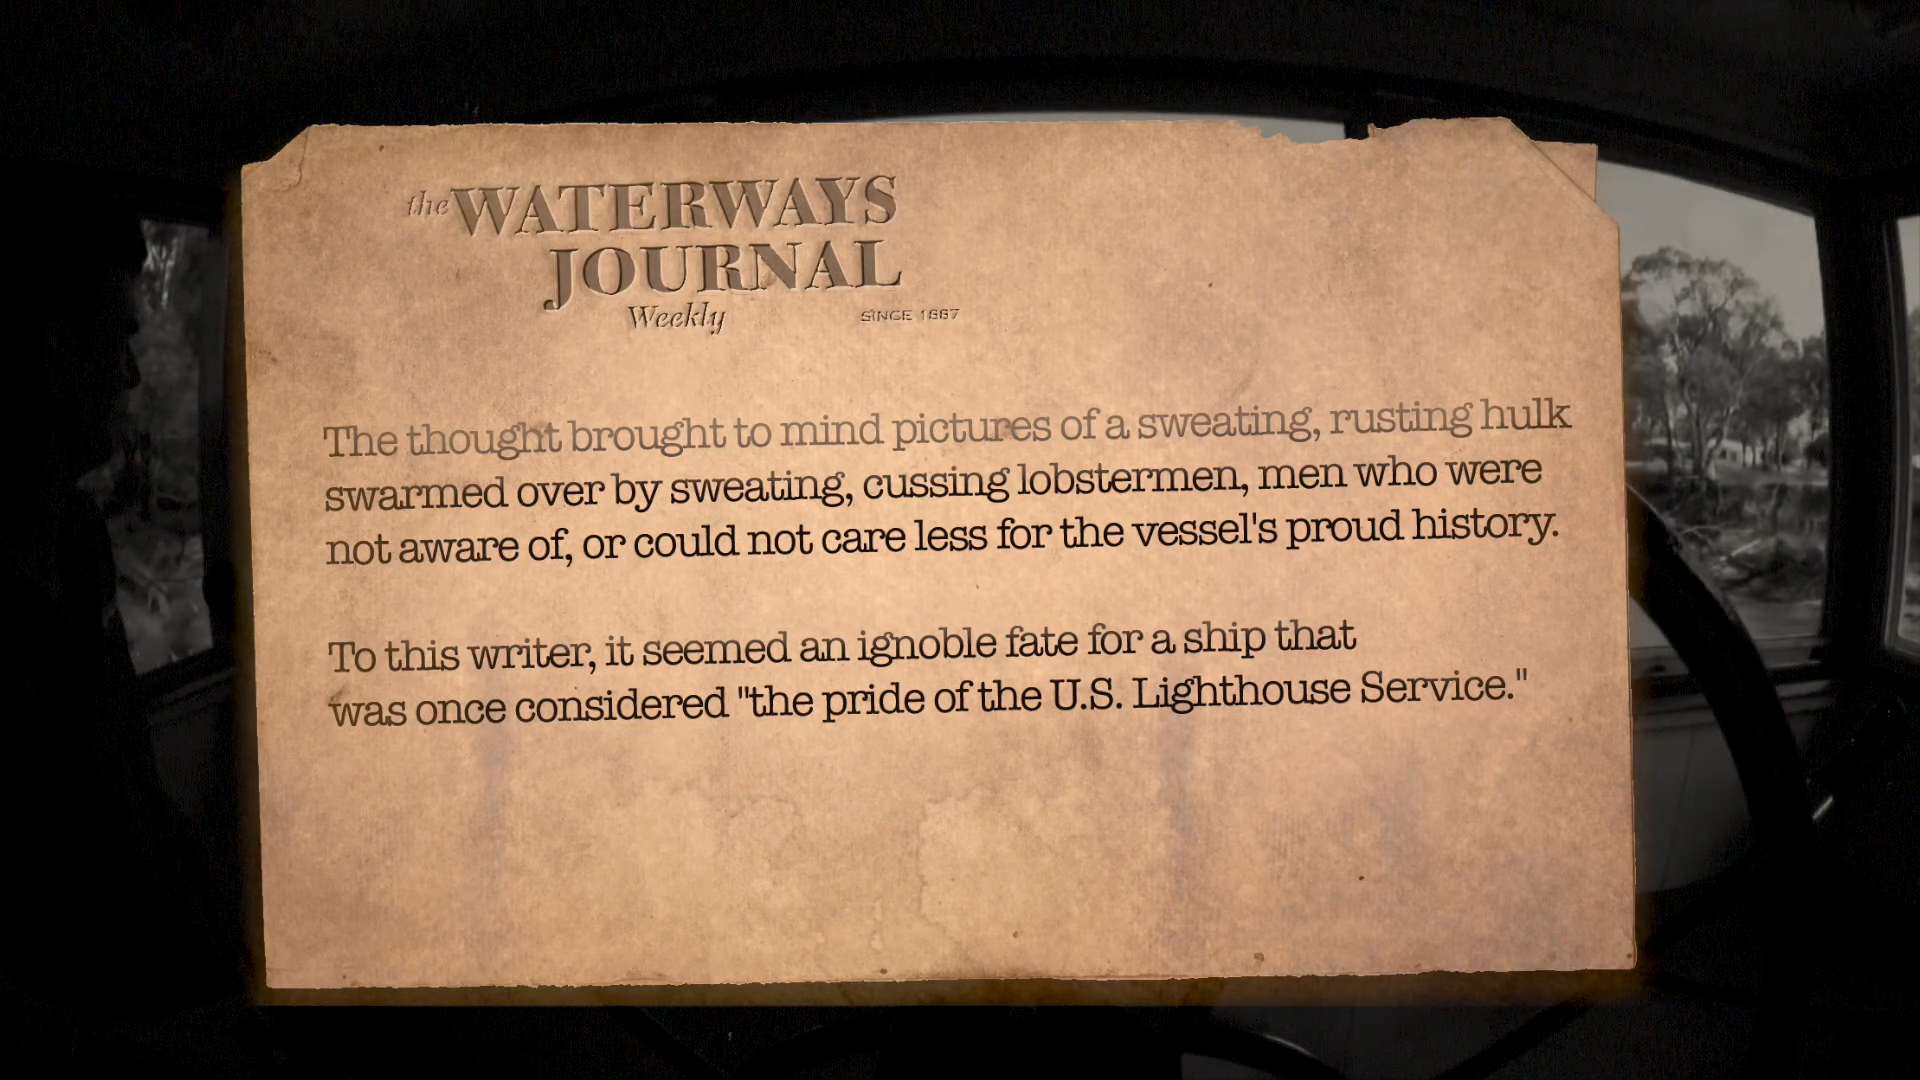 the WATERWAYS
JOURNAL
Weekly SINCE 1887
The thought brought to mind pictures of a sweating, rusting hulk
swarmed over by sweating, cussing lobstermen, men who were
not aware of, or could not care less for the vessel's proud history.
To this writer, it seemed an ignoble fate for a ship that
was once considered "the pride of the U.S. Lighthouse Service."